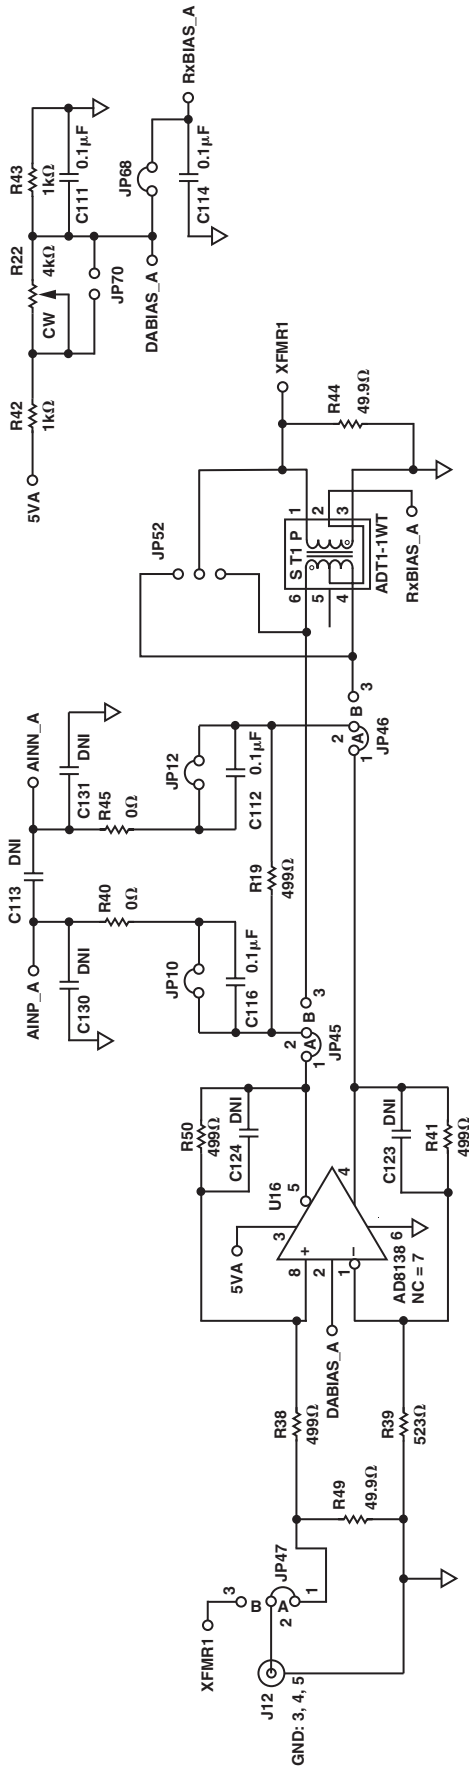 5VA
R42
1kΩ
R22
4kΩ
CW
JP70
R43
1kΩ
C111
0.1µF
DABIAS_A
JP68
C114
0.1µF
RxBIAS_A
AINP_A
C113
DNI
AINN_A
C130
DNI
C131
DNI
R40
0Ω
R45
0Ω
JP10
C116
0.1µF
JP12
C112
0.1µF
R19
499Ω
JP52
XFMR1
R44
49.9Ω
S T1 P
6
5
4
1
2
3
ADT1-1WT
RxBIAS_A
1
2
A
B
3
JP45
1
2
A
B
3
JP46
R50
499Ω
C124
DNI
U16
5VA
3
5
8
+
2
1
–
4
6
AD8138
NC = 7
DABIAS_A
C123
DNI
R41
499Ω
R38
499Ω
R39
523Ω
R49
49.9Ω
XFMR1
3
B
A
2
1
JP47
J12
GND: 3, 4, 5